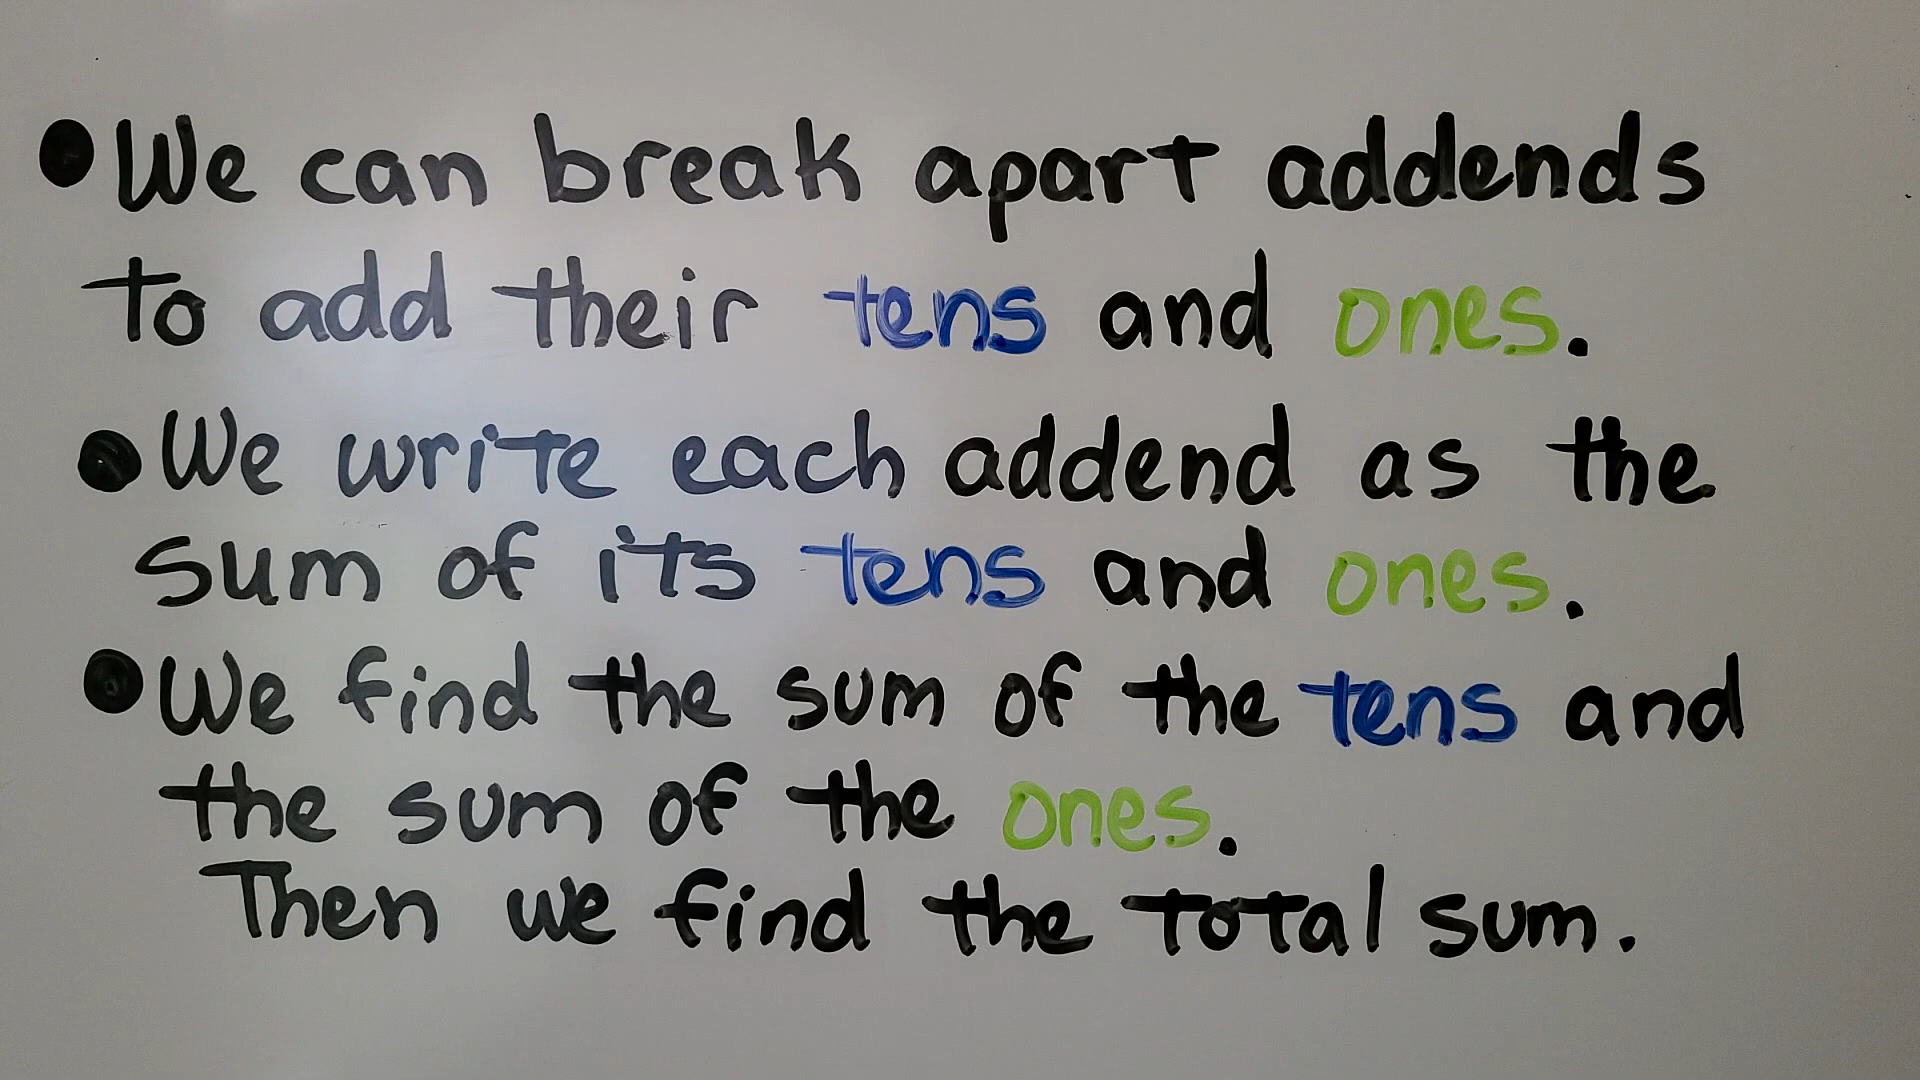 • We can break apart addends
to add their tens and ones.
• We write each addend as the
sum of its tens and ones.
• We find the sum of the tens and
the sum of the ones.
Then we find the total sum.